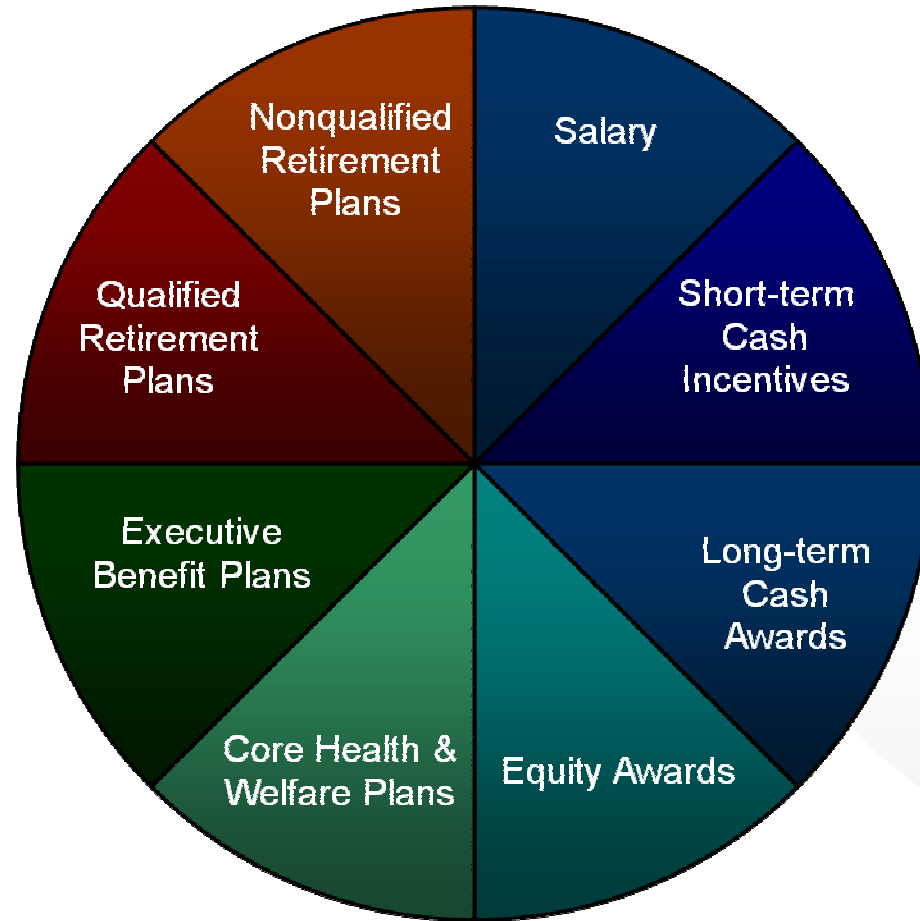 Salary
Short-term
Cash
Incentives
Long-term
Cash
Awards
Equity Awards
Core Health &
Welfare Plans
Executive
Benefit Plans
Qualified
Retirement
Plans
Nonqualified
Retirement
Plans